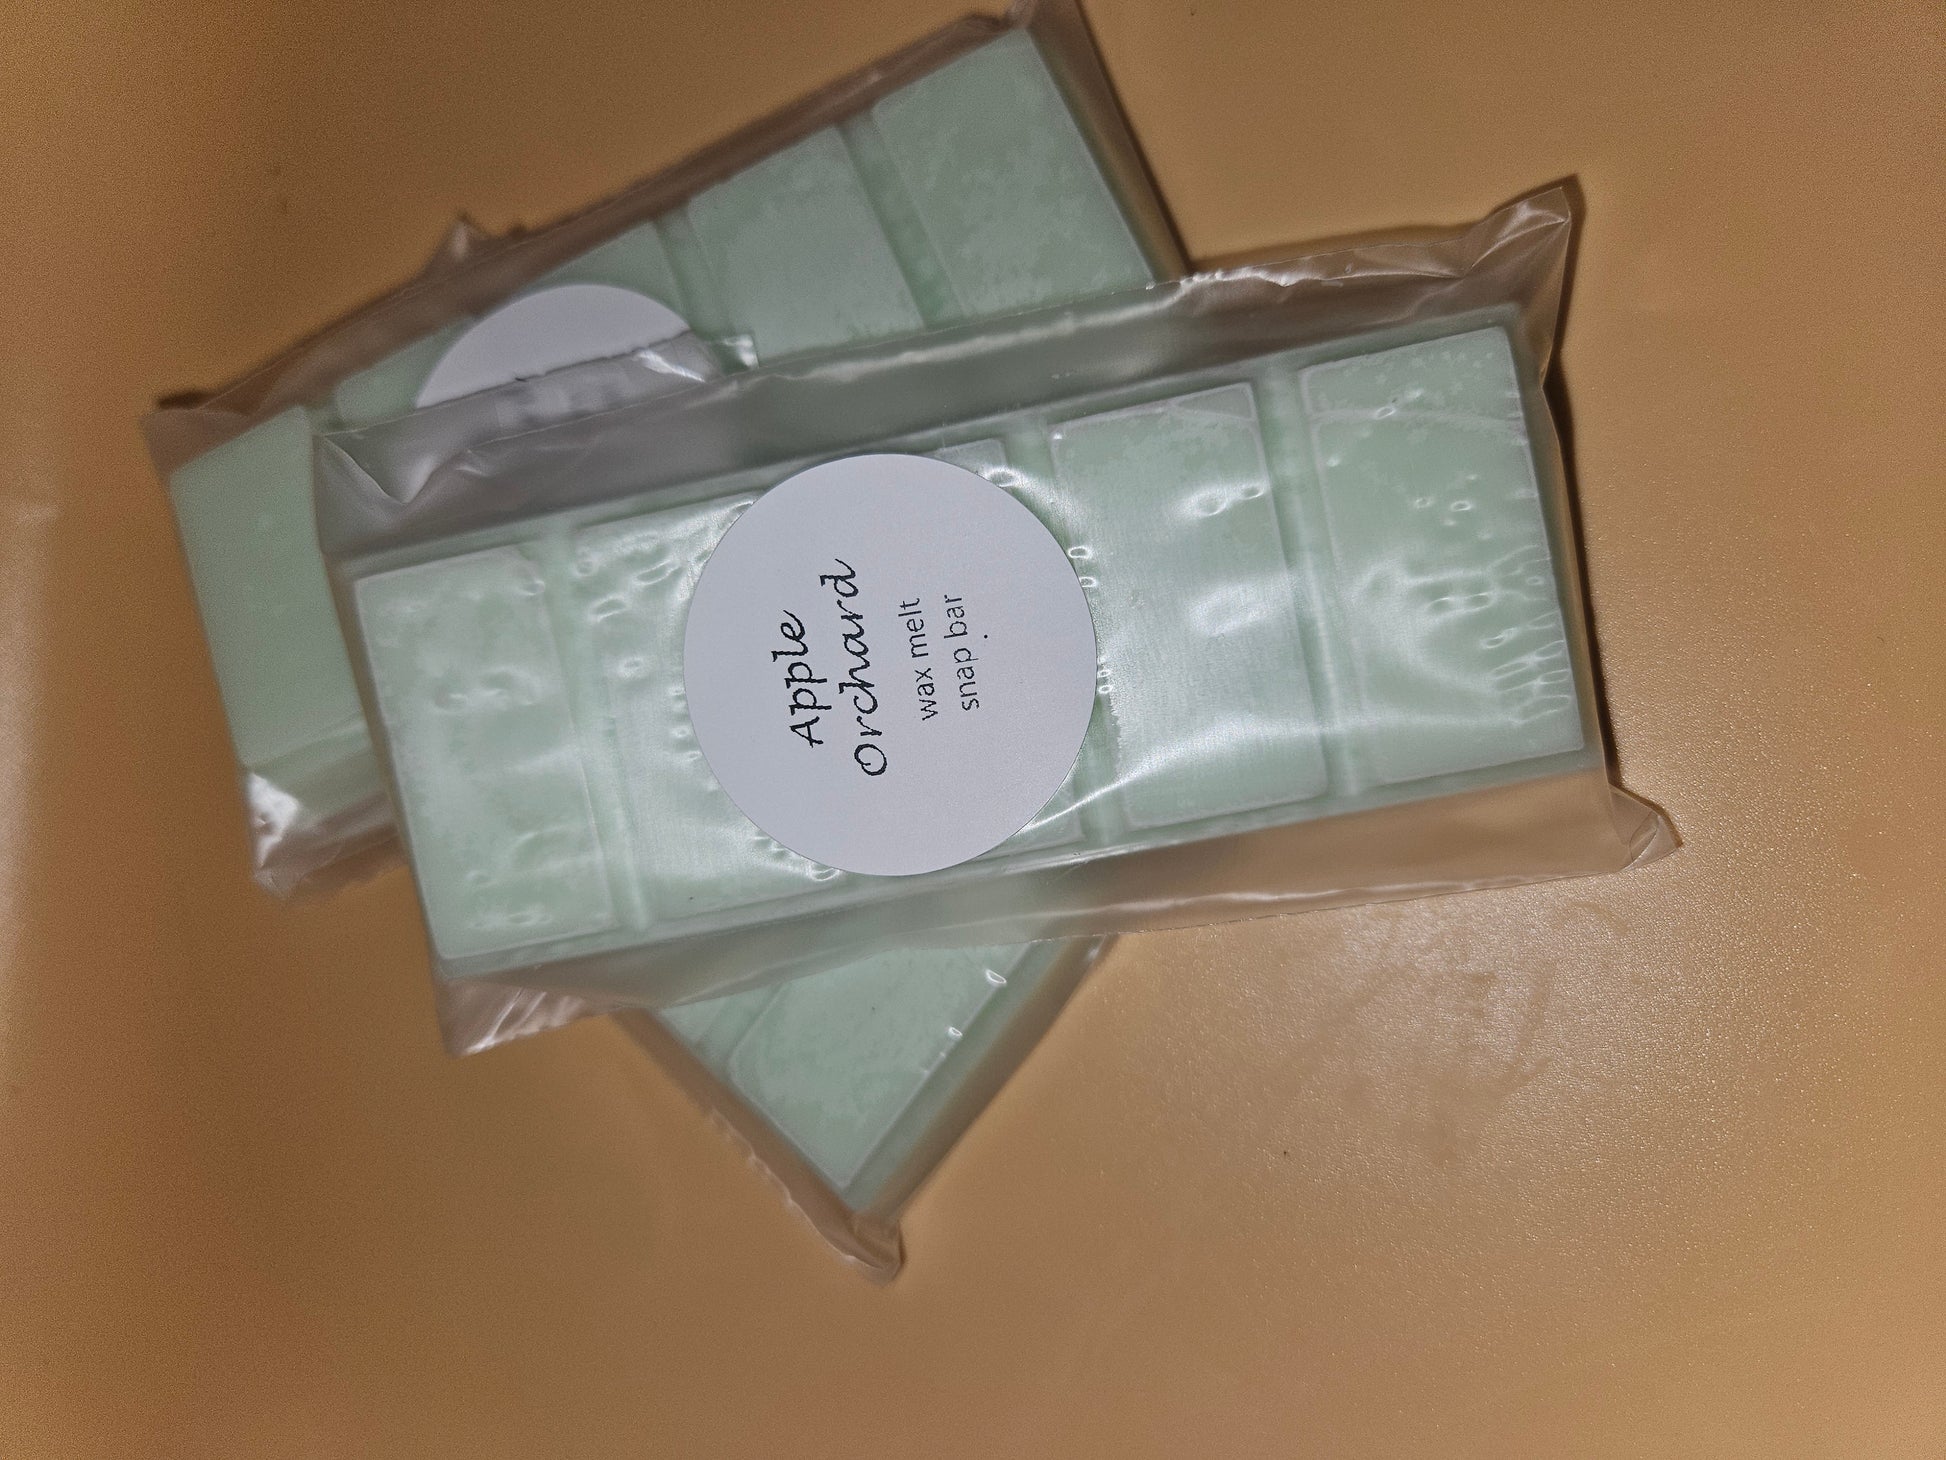 Apple
Orchard
wax melt
snap bar